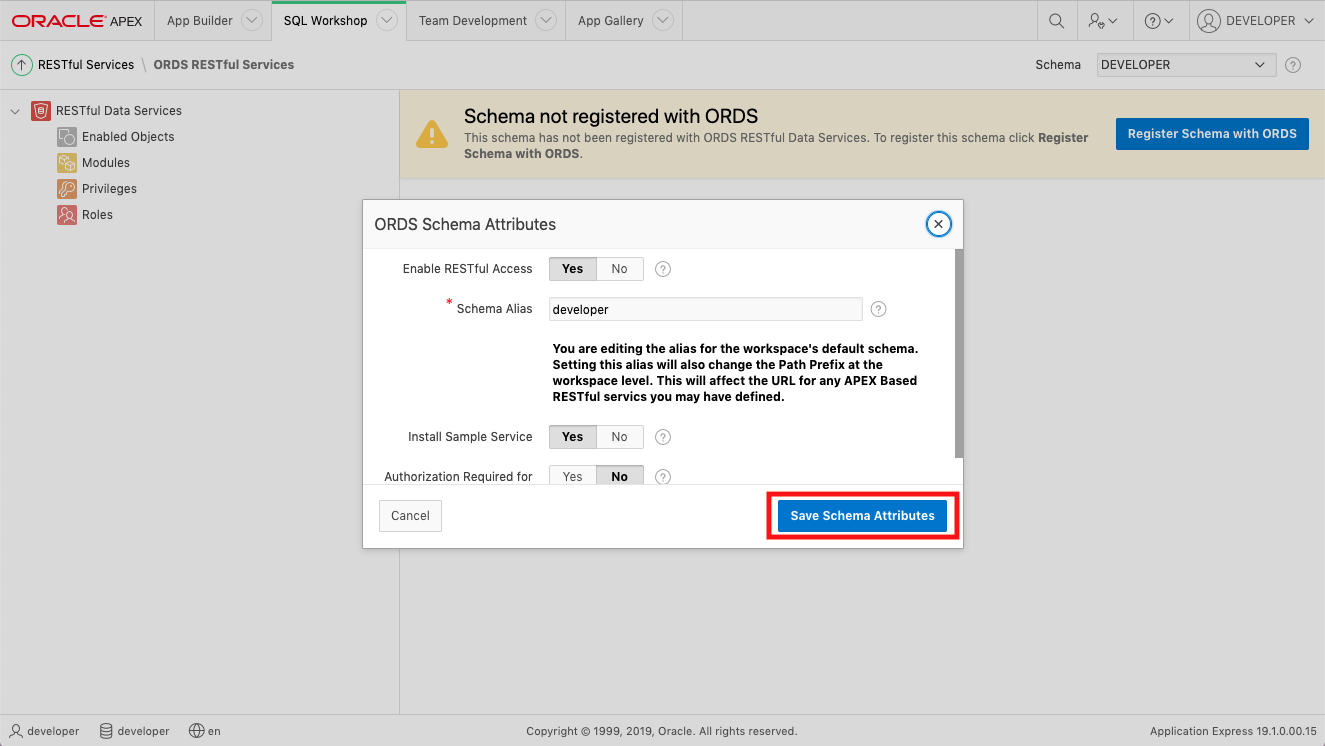 ORACLE APEX App Builder SQL Workshop Team Development App Gallery ? DEVELOPER
RESTful Services \ ORDS RESTful Services Schema DEVELOPER ?
RESTful Data Services
Enabled Objects
Modules
Privileges
Roles
Schema not registered with ORDS
This schema has not been registered with ORDS RESTful Data Services. To register this schema click Register
Schema with ORDS.
Register Schema with ORDS
ORDS Schema Attributes
Enable RESTful Access Yes No ?
* Schema Alias developer ?
You are editing the alias for the workspace's default schema.
Setting this alias will also change the Path Prefix at the
workspace level. This will affect the URL for any APEX Based
RESTful servics you may have defined.
Install Sample Service Yes No ?
Authorization Required for Yes No ?
Cancel Save Schema Attributes
developer developer en Copyright © 1999, 2019, Oracle. All rights reserved. Application Express 19.1.0.00.15